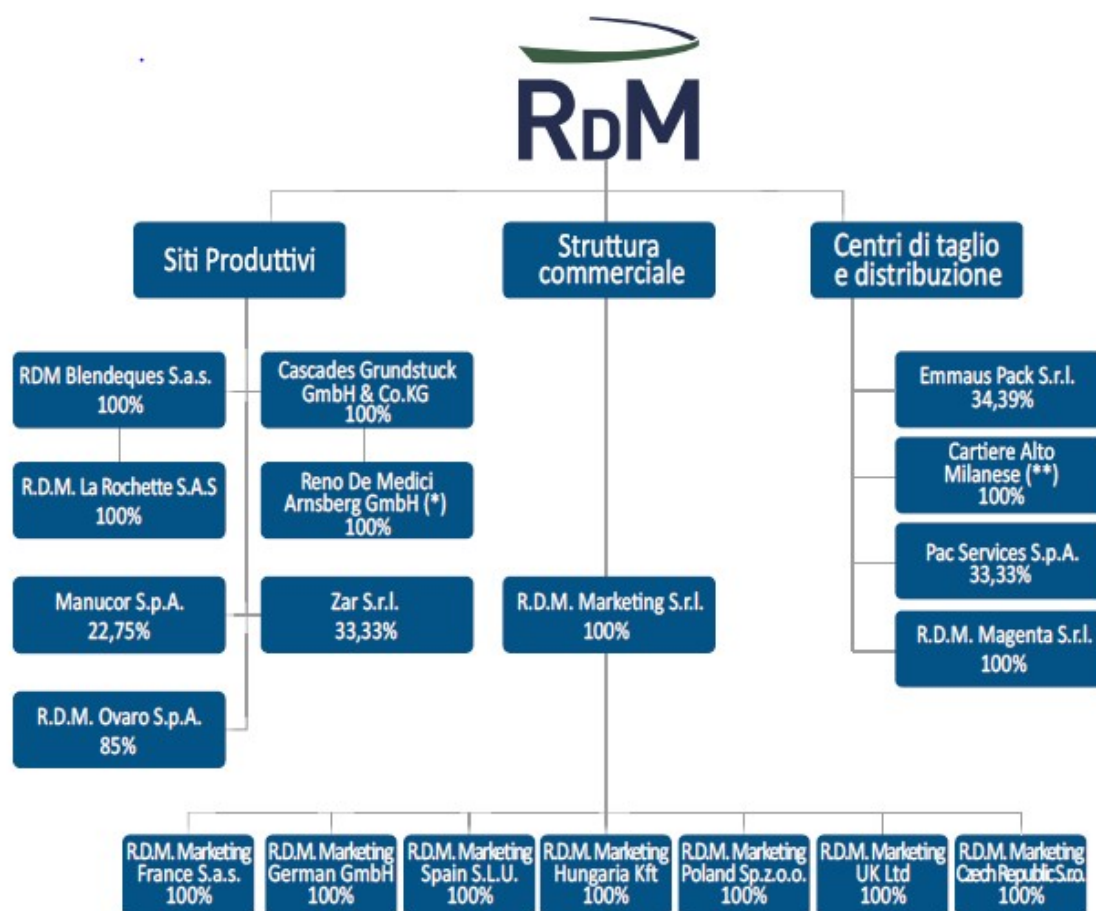 RDM
Siti Produttivi
Struttura
commerciale
Centri di taglio
e distribuzione
RDM Blendeques S.a.s.
100%
Cascades Grundstuck
GmbH & Co.KG
100%
Emmaus Pack S.r.l.
34,39%
R.D.M. La Rochette S.A.S
100%
Reno De Medici
Arnsberg GmbH (*)
100%
Cartiere Alto
Milanese (**)
100%
Pac Services S.p.A.
33,33%
Manucor S.p.A.
22,75%
Zar S.r.l.
33,33%
R.D.M. Marketing S.r.l.
100%
R.D.M. Magenta S.r.l.
100%
R.D.M. Ovaro S.p.A.
85%
R.D.M. Marketing
France S.a.s.
100%
R.D.M. Marketing
German GmbH
100%
R.D.M. Marketing
Spain S.L.U.
100%
R.D.M. Marketing
Hungaria Kft
100%
R.D.M. Marketing
Poland Sp.z.o.o.
100%
R.D.M. Marketing
UK Ltd
100%
R.D.M. Marketing
Czech Republic S.r.o.
100%